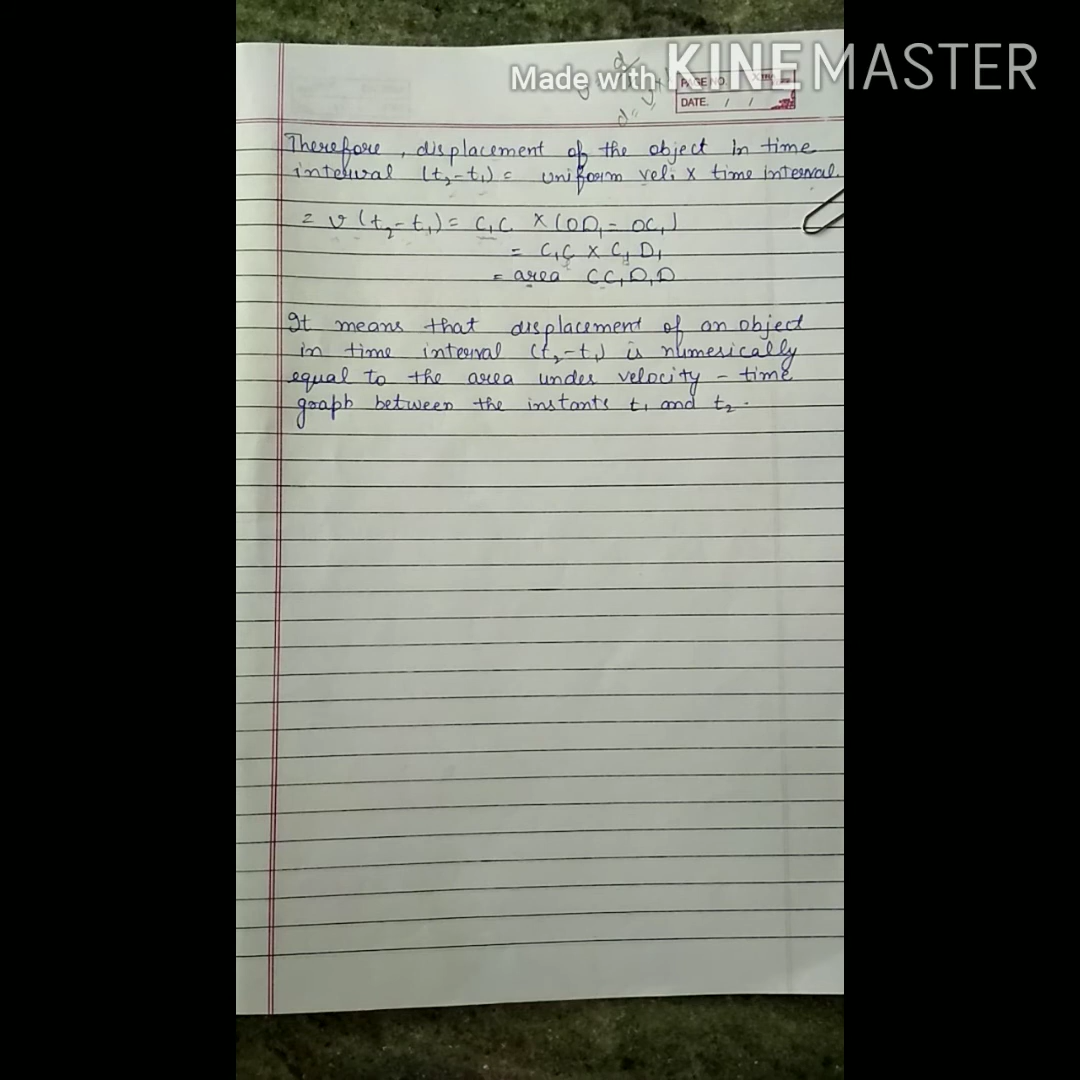 Made with KINEMASTER
PAGE NO.
DATE. / /
Therefore, displacement of the object in time
interval (t₂-t₁) = uniform vel. x time interval.
= v (t₂-t₁) = C₁C x (OD₁ - OC₁)
= C₁C x C₁D₁
= area CC₁D₁D
It means that displacement of an object
in time interval (t₂-t₁) is numerically
equal to the area under velocity - time
graph between the instants t₁ and t₂.